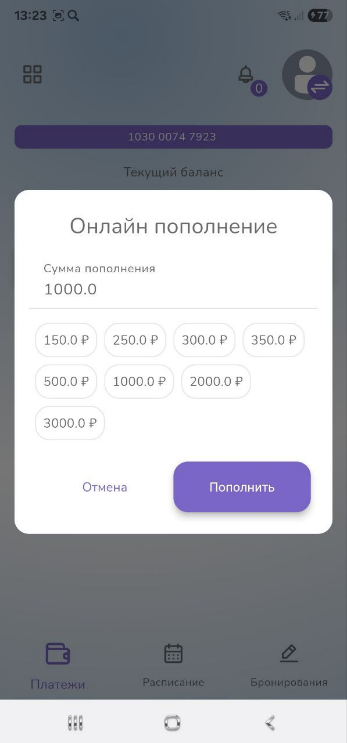 13:23
77
0
1030 0074 7923
Текущий баланс
Онлайн пополнение
Сумма пополнения
1000.0
150.0 ₽ 250.0 ₽ 300.0 ₽ 350.0 ₽
500.0 ₽ 1000.0 ₽ 2000.0 ₽
3000.0 ₽
Отмена Пополнить
Платежи Расписание Бронирования